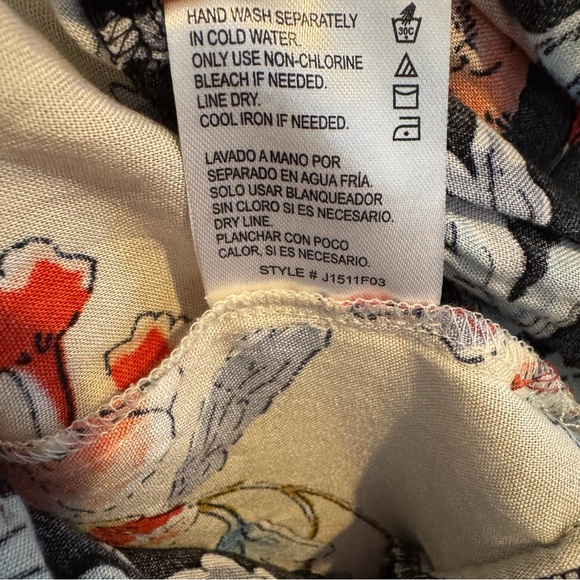 HAND WASH SEPARATELY
IN COLD WATER.
ONLY USE NON-CHLORINE
BLEACH IF NEEDED.
LINE DRY.
COOL IRON IF NEEDED.
30C
LAVADO A MANO POR
SEPARADO EN AGUA FRÍA.
SOLO USAR BLANQUEADOR
SIN CLORO SI ES NECESARIO.
DRY LINE.
PLANCHAR CON POCO
CALOR, SI ES NECESARIO.
STYLE # J1511F03